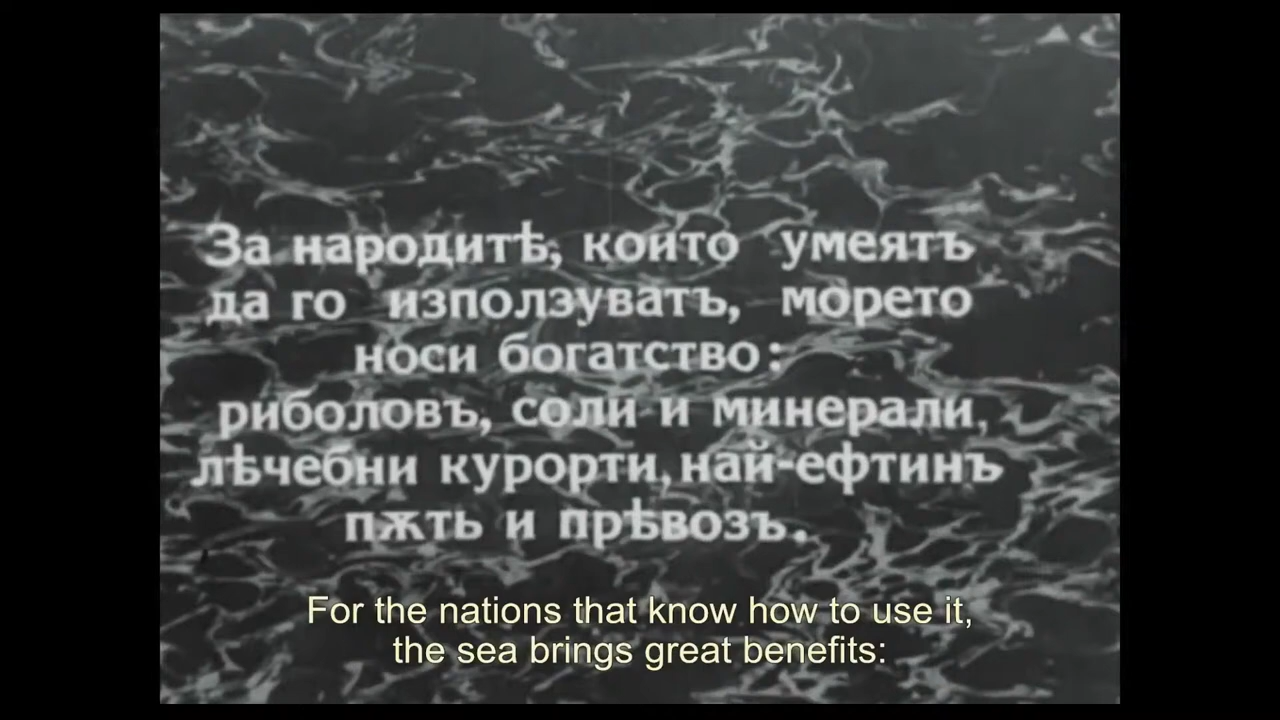 За народитѣ, които умеятъ
да го използуватъ, морето
носи богатство:
риболовъ, соли и минерали,
лѣчебни курорти, най-ефтинъ
пѫть и прѣвозъ.
For the nations that know how to use it,
the sea brings great benefits: